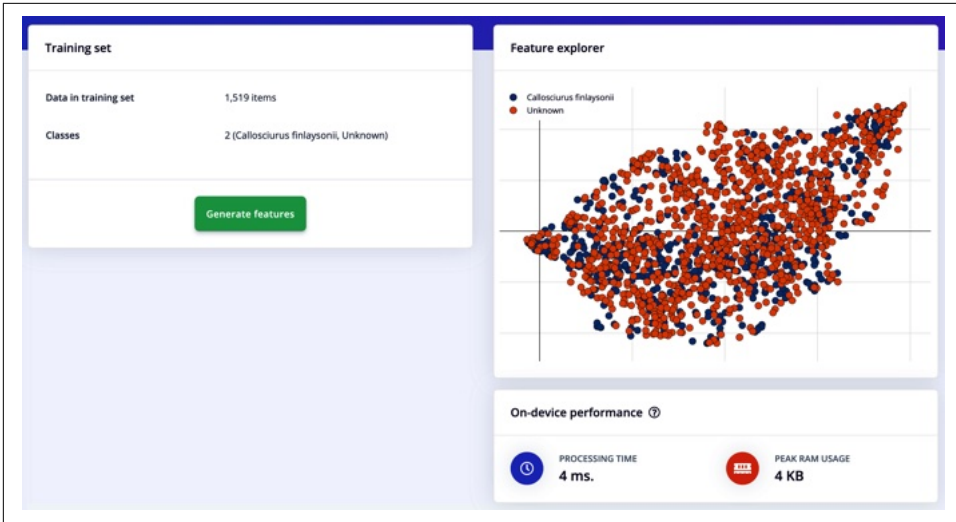 Training set
Data in training set 1,519 items
Classes 2 (Callosciurus finlaysonii, Unknown)
Generate features
Feature explorer
Callosciurus finlaysonii
Unknown
On-device performance ?
PROCESSING TIME
4 ms.
PEAK RAM USAGE
4 KB